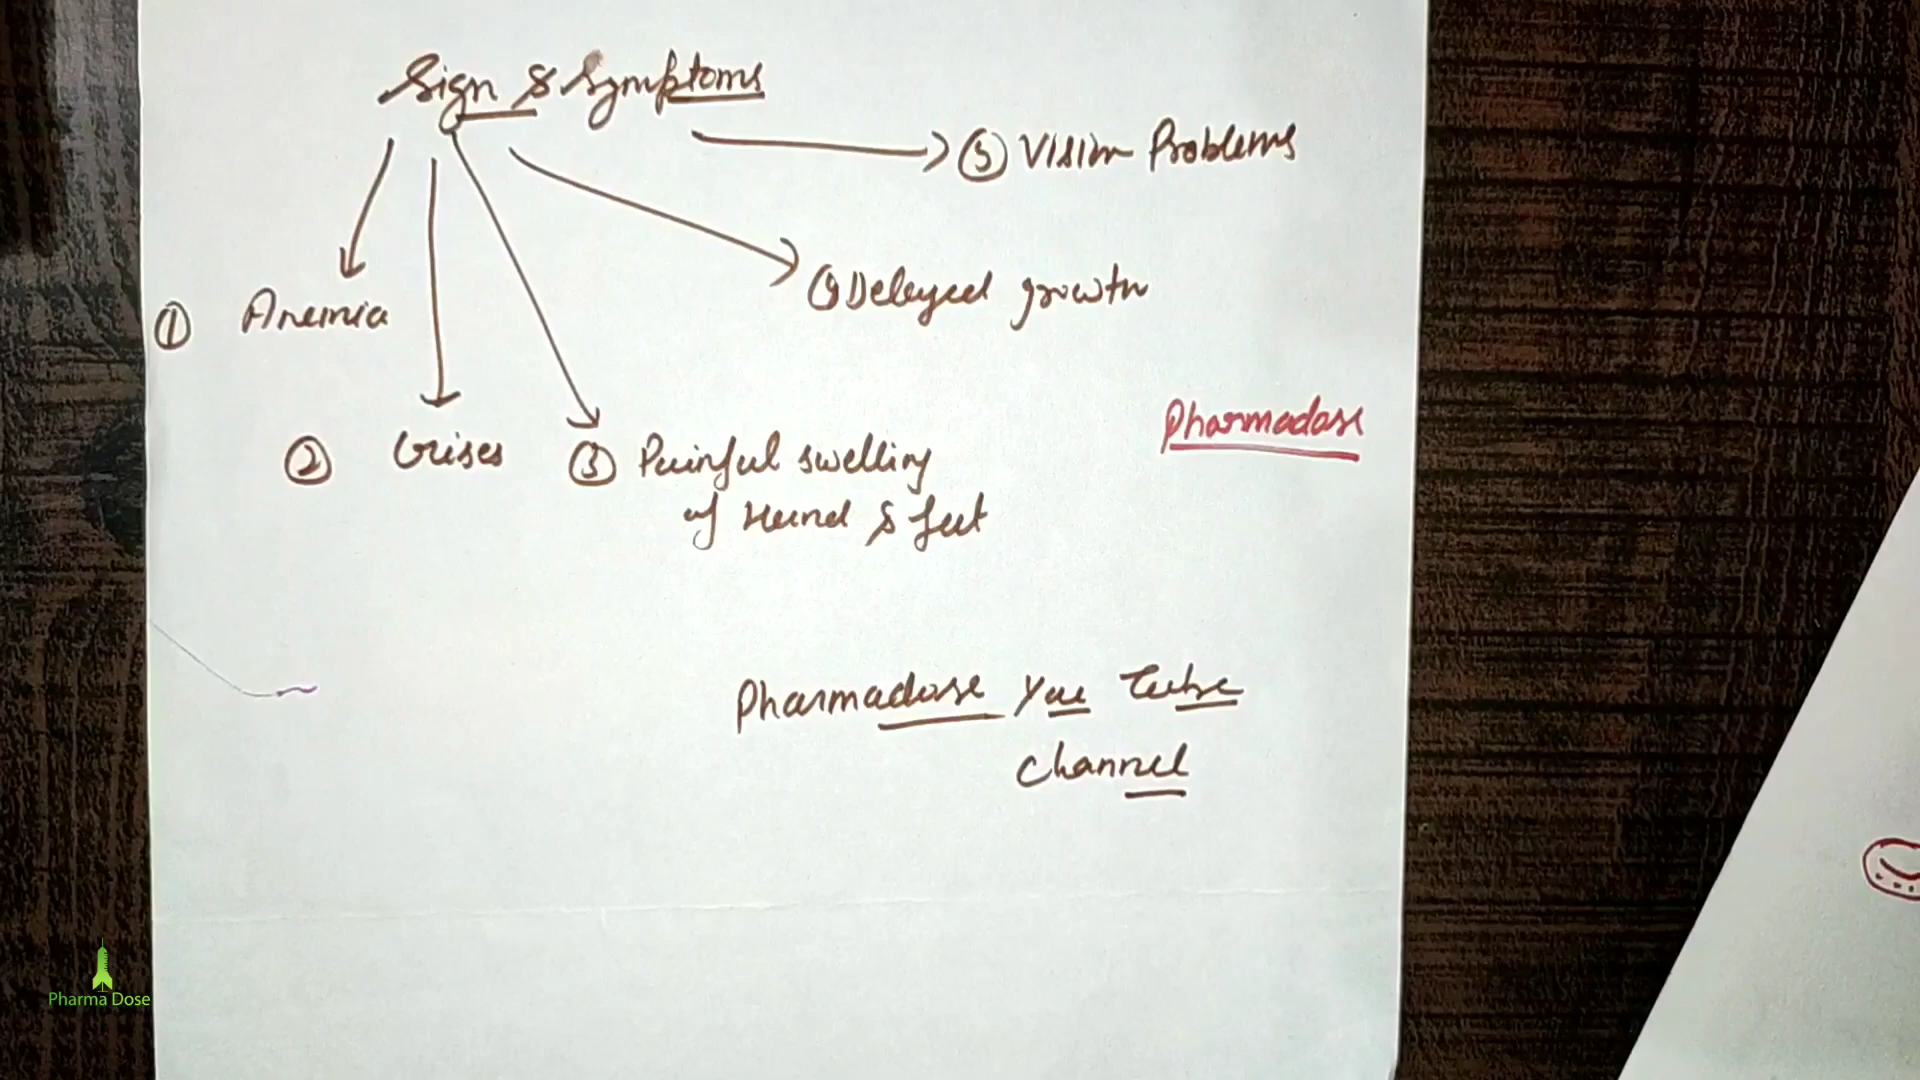 Sign & Symptoms
⑤ Vision Problems
④ Delayed growth
① Anemia
Pharmadose
② Crises
③ Painful swelling
of Hand & feet
Pharmadose You Tube
channel
Pharma Dose